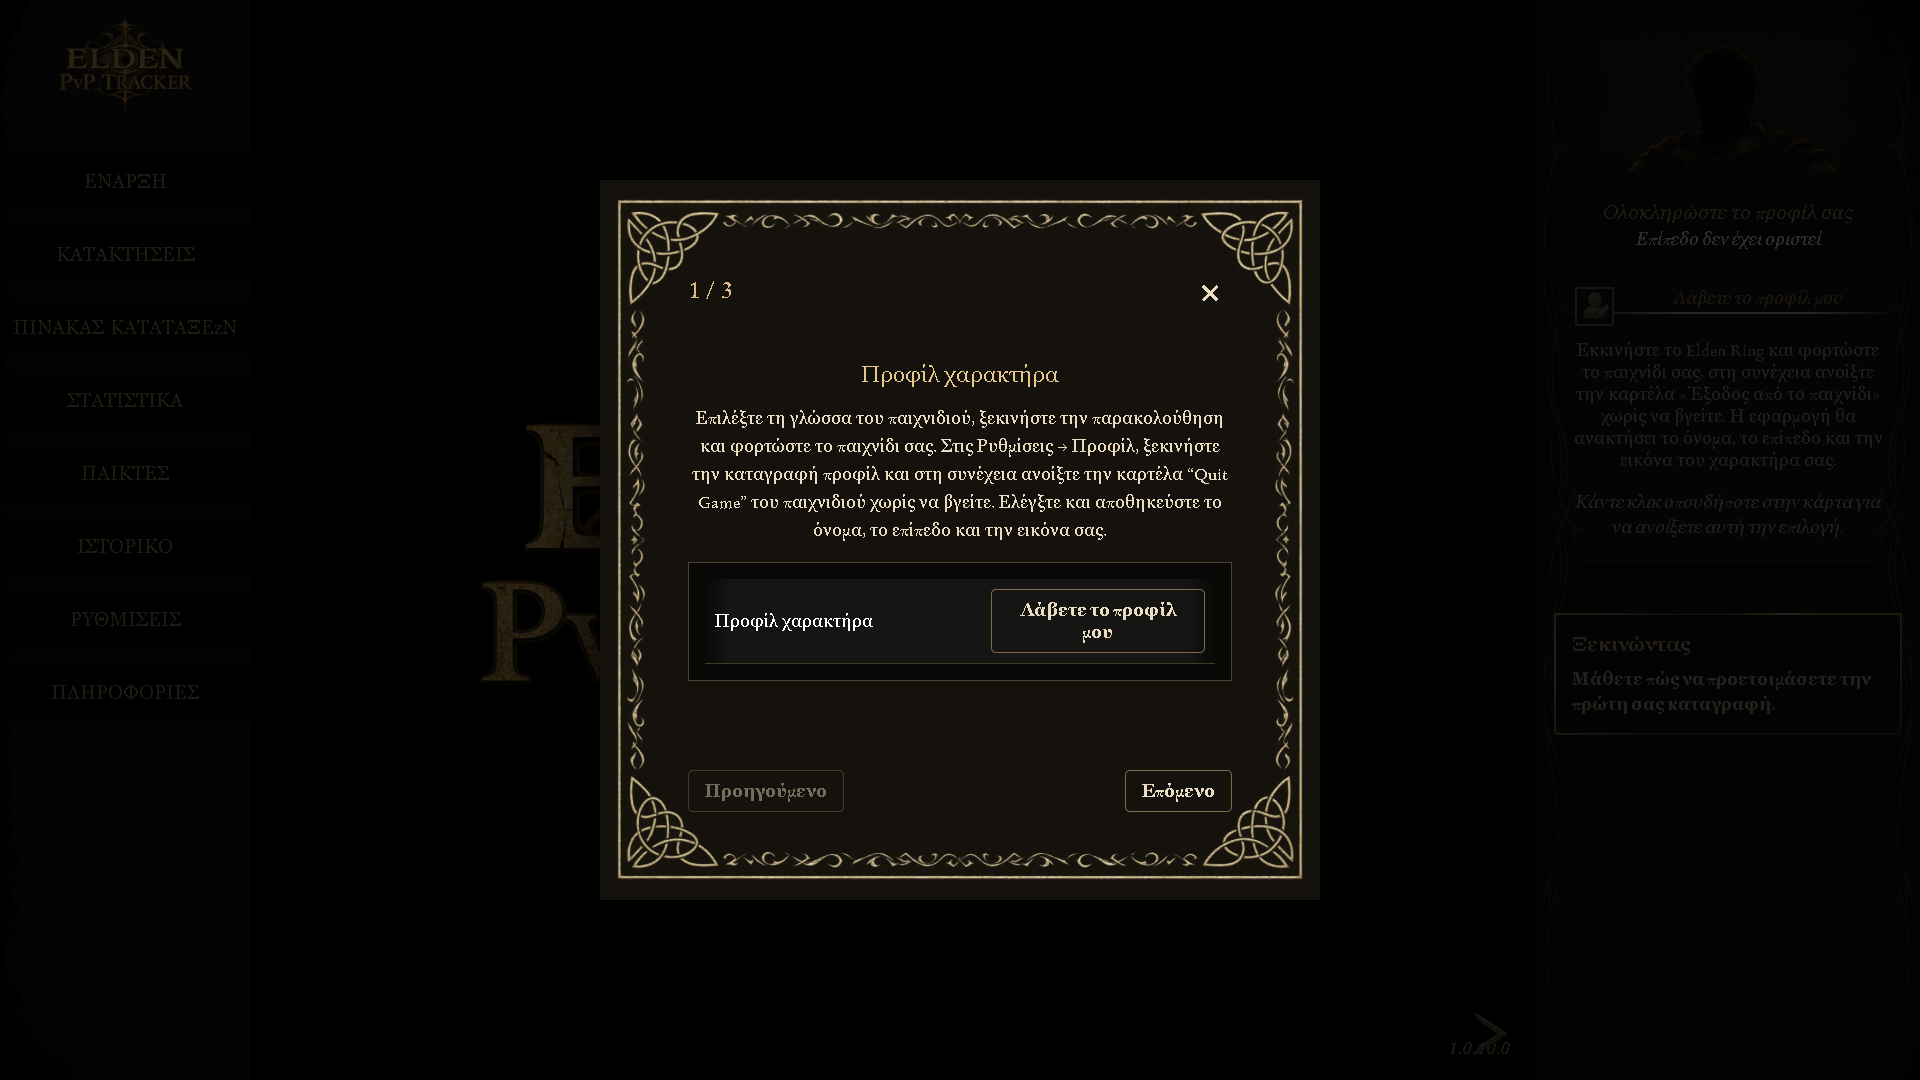 ELDEN
PvP TRACKER
ΕΝΑΡΞΗ
ΚΑΤΑΚΤΗΣΕΙΣ
ΠΙΝΑΚΑΣ ΚΑΤΑΤΑΞΕzΝ
ΣΤΑΤΙΣΤΙΚΑ
ΠΑΙΚΤΕΣ
ΙΣΤΟΡΙΚΟ
ΡΥΘΜΙΣΕΙΣ
ΠΛΗΡΟΦΟΡΙΕΣ
1 / 3
Προφίλ χαρακτήρα
Επιλέξτε τη γλώσσα του παιχνιδιού, ξεκινήστε την παρακολούθηση
και φορτώστε το παιχνίδι σας. Στις Ρυθμίσεις → Προφίλ, ξεκινήστε
την καταγραφή προφίλ και στη συνέχεια ανοίξτε την καρτέλα “Quit
Game” του παιχνιδιού χωρίς να βγείτε. Ελέγξτε και αποθηκεύστε το
όνομα, το επίπεδο και την εικόνα σας.
Προφίλ χαρακτήρα
Λάβετε το προφίλ
μου
Προηγούμενο
Επόμενο
Ολοκληρώστε το προφίλ σας
Επίπεδο δεν έχει οριστεί
Λάβετε το προφίλ μου
Εκκινήστε το Elden Ring και φορτώστε
το παιχνίδι σας, στη συνέχεια ανοίξτε
την καρτέλα «Έξοδος από το παιχνίδι»
χωρίς να βγείτε. Η εφαρμογή θα
ανακτήσει το όνομα, το επίπεδο και την
εικόνα του χαρακτήρα σας.
Κάντε κλικ οπουδήποτε στην κάρτα για
να ανοίξετε αυτή την επιλογή.
Ξεκινώντας
Μάθετε πώς να προετοιμάσετε την
πρώτη σας καταγραφή.